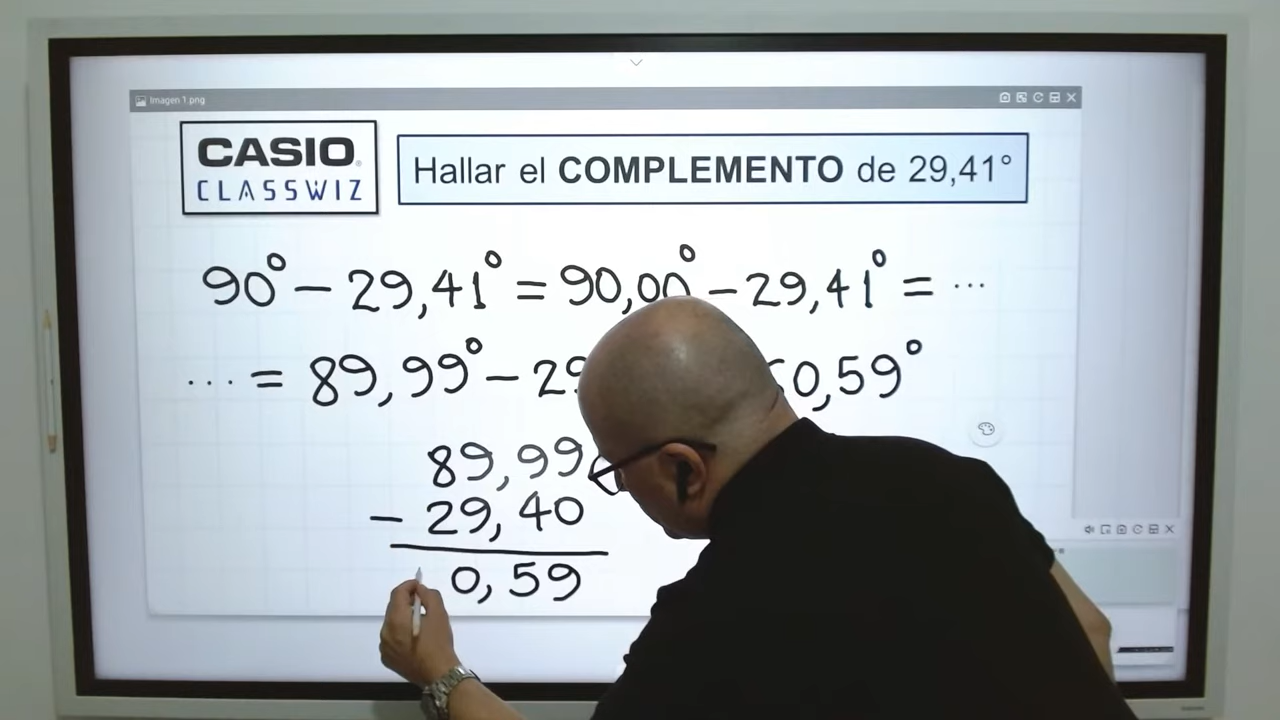 Imagen 1.png
CASIO
CLASSWIZ
Hallar el COMPLEMENTO de 29,41°
90° − 29,41° = 90,00° − 29,41° = ···
··· = 89,99° − 29 0,59°
89,99
− 29,40
0,59